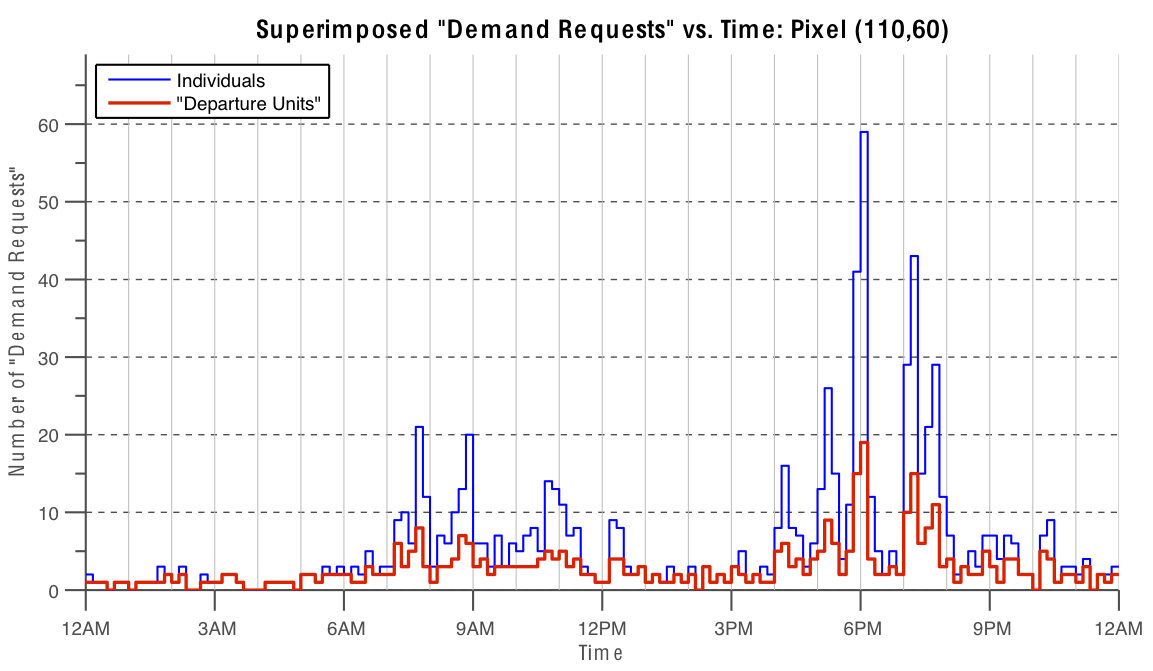 Superimposed "Demand Requests" vs. Time: Pixel (110,60)
Individuals
"Departure Units"
Number of "Demand Requests"
60
50
40
30
20
10
0
12AM 3AM 6AM 9AM 12PM 3PM 6PM 9PM 12AM
Time